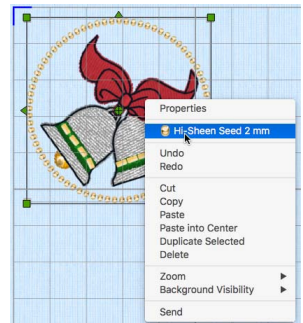 Properties
Hi-Sheen Seed 2 mm
Undo
Redo
Cut
Copy
Paste
Paste into Center
Duplicate Selected
Delete
Zoom
Background Visibility
Send